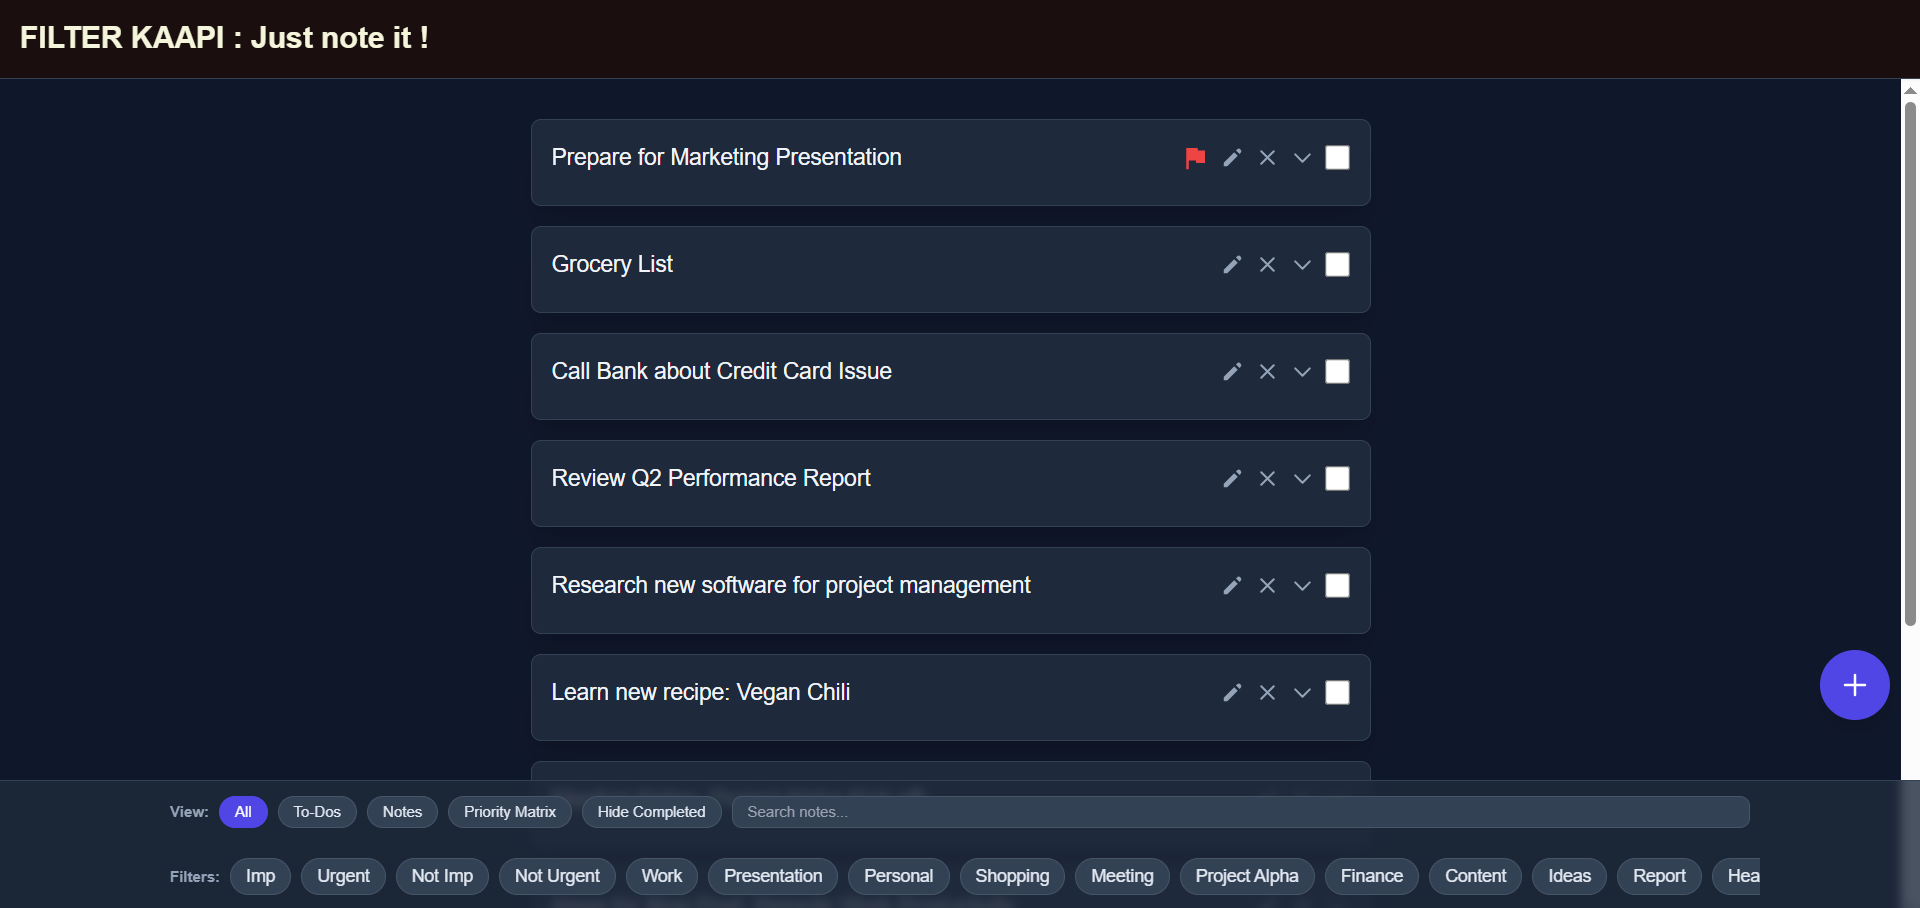 FILTER KAAPI : Just note it !
Prepare for Marketing Presentation
Grocery List
Call Bank about Credit Card Issue
Review Q2 Performance Report
Research new software for project management
Learn new recipe: Vegan Chili
View: All To-Dos Notes Priority Matrix Hide Completed Search notes...
Filters: Imp Urgent Not Imp Not Urgent Work Presentation Personal Shopping Meeting Project Alpha Finance Content Ideas Report Hea